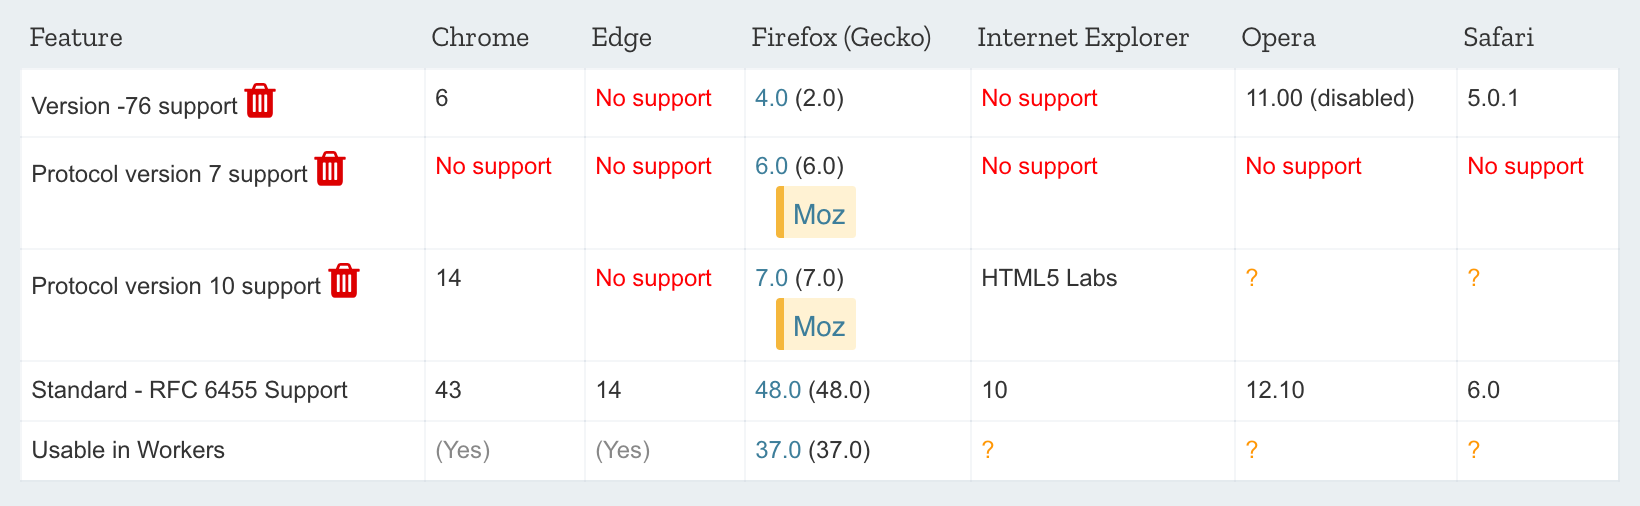 Feature Chrome Edge Firefox (Gecko) Internet Explorer Opera Safari
Version -76 support 6 No support 4.0 (2.0) No support 11.00 (disabled) 5.0.1
Protocol version 7 support No support No support 6.0 (6.0) No support No support No support
Moz
Protocol version 10 support 14 No support 7.0 (7.0) HTML5 Labs ? ?
Moz
Standard - RFC 6455 Support 43 14 48.0 (48.0) 10 12.10 6.0
Usable in Workers (Yes) (Yes) 37.0 (37.0) ? ? ?